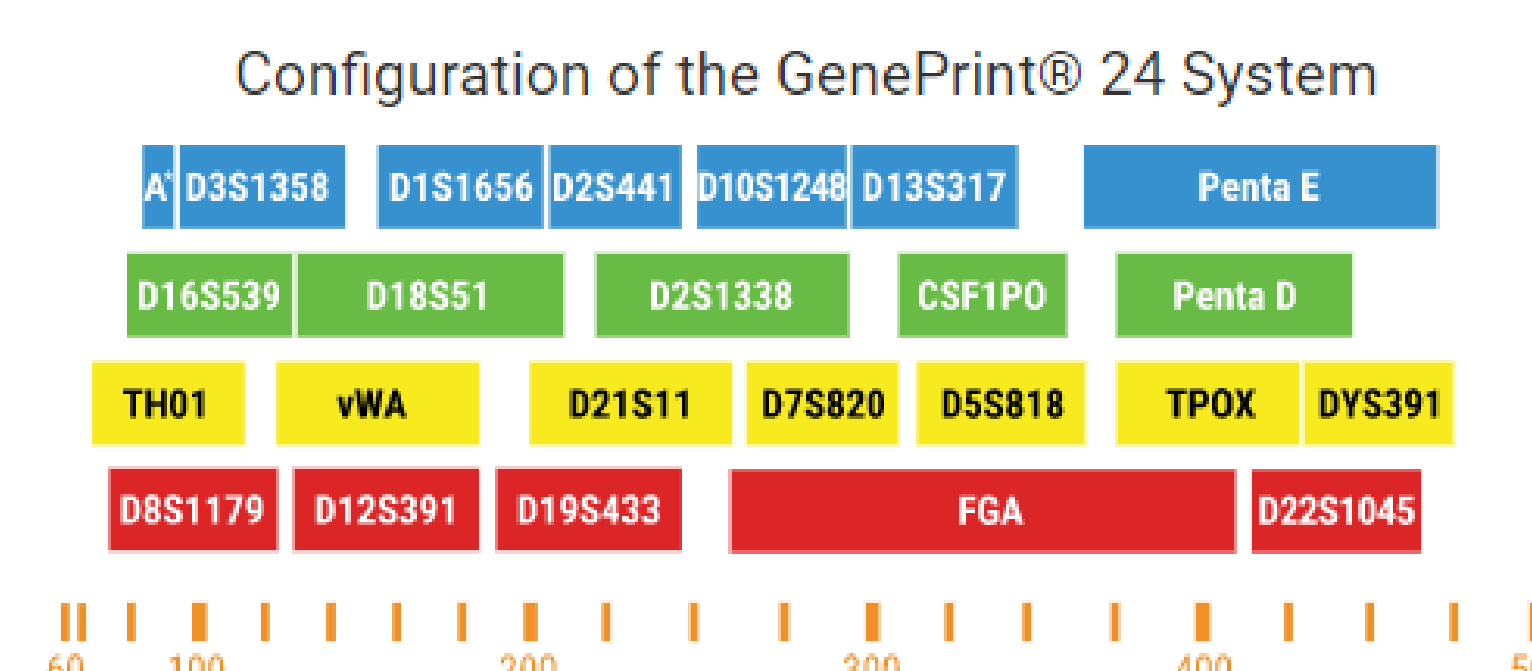 Configuration of the GenePrint® 24 System
A* D3S1358 D1S1656 D2S441 D10S1248 D13S317 Penta E
D16S539 D18S51 D2S1338 CSF1PO Penta D
TH01 vWA D21S11 D7S820 D5S818 TPOX DYS391
D8S1179 D12S391 D19S433 FGA D22S1045
60 100 200 300 400